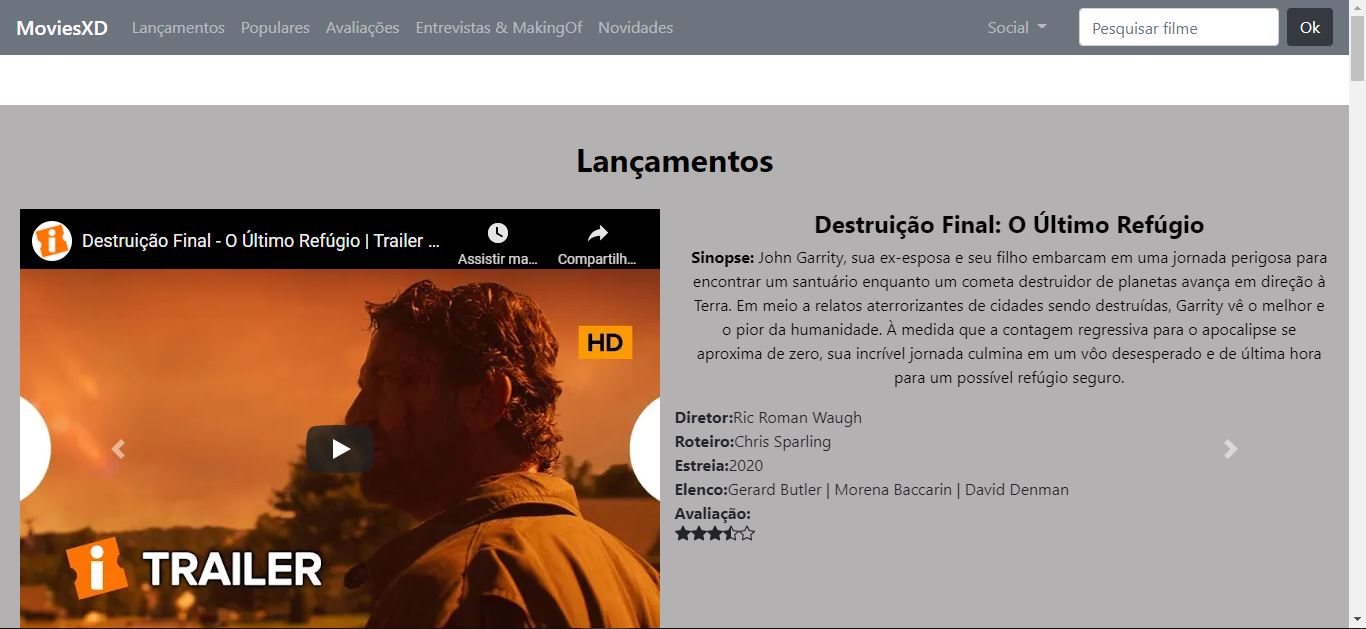 MoviesXD Lançamentos Populares Avaliações Entrevistas & MakingOf Novidades Social Pesquisar filme Ok
Lançamentos
i Destruição Final - O Último Refúgio | Trailer ...
Assistir ma... Compartilh...
HD
i TRAILER
Destruição Final: O Último Refúgio
Sinopse: John Garrity, sua ex-esposa e seu filho embarcam em uma jornada perigosa para
encontrar um santuário enquanto um cometa destruidor de planetas avança em direção à
Terra. Em meio a relatos aterrorizantes de cidades sendo destruídas, Garrity vê o melhor e
o pior da humanidade. À medida que a contagem regressiva para o apocalipse se
aproxima de zero, sua incrível jornada culmina em um vôo desesperado e de última hora
para um possível refúgio seguro.
Diretor:Ric Roman Waugh
Roteiro:Chris Sparling
Estreia:2020
Elenco:Gerard Butler | Morena Baccarin | David Denman
Avaliação: